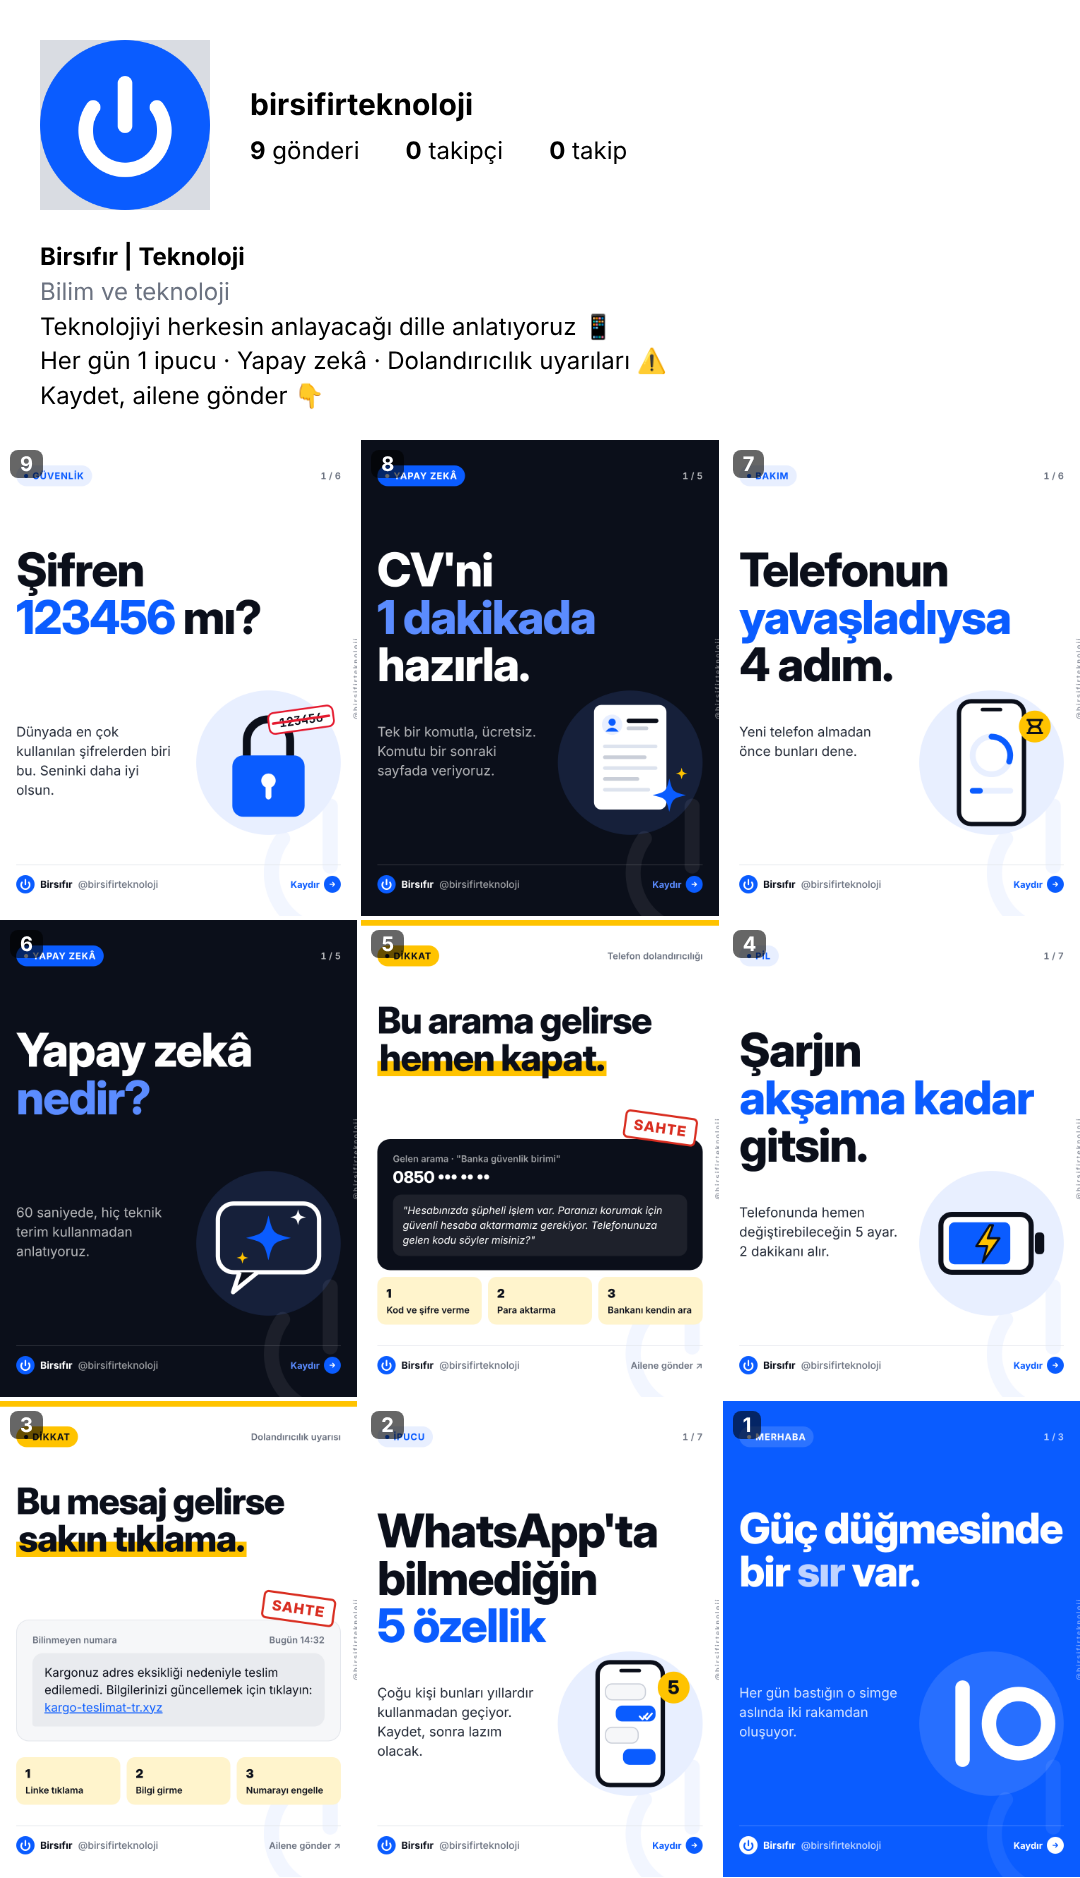 birsifirteknoloji
9 gönderi 0 takipçi 0 takip
Birsıfır | Teknoloji
Bilim ve teknoloji
Teknolojiyi herkesin anlayacağı dille anlatıyoruz 📱
Her gün 1 ipucu · Yapay zekâ · Dolandırıcılık uyarıları ⚠️
Kaydet, ailene gönder 👇
9
GÜVENLİK
1 / 6
Şifren
123456 mı?
123456
Dünyada en çok
kullanılan şifrelerden biri
bu. Seninki daha iyi
olsun.
@birsifirteknoloji
Birsıfır @birsifirteknoloji
Kaydır
8
YAPAY ZEKÂ
1 / 5
CV'ni
1 dakikada
hazırla.
Tek bir komutla, ücretsiz.
Komutu bir sonraki
sayfada veriyoruz.
@birsifirteknoloji
Birsıfır @birsifirteknoloji
Kaydır
7
BAKIM
1 / 6
Telefonun
yavaşladıysa
4 adım.
Yeni telefon almadan
önce bunları dene.
@birsifirteknoloji
Birsıfır @birsifirteknoloji
Kaydır
6
YAPAY ZEKÂ
1 / 5
Yapay zekâ
nedir?
60 saniyede, hiç teknik
terim kullanmadan
anlatıyoruz.
@birsifirteknoloji
Birsıfır @birsifirteknoloji
Kaydır
5
DİKKAT
Telefon dolandırıcılığı
Bu arama gelirse
hemen kapat.
SAHTE
Gelen arama · "Banka güvenlik birimi"
0850 ••• •• ••
"Hesabınızda şüpheli işlem var. Paranızı korumak için
güvenli hesaba aktarmamız gerekiyor. Telefonunuza
gelen kodu söyler misiniz?"
1
Kod ve şifre verme
2
Para aktarma
3
Bankanı kendin ara
@birsifirteknoloji
Birsıfır @birsifirteknoloji
Ailene gönder ↗
4
PİL
1 / 7
Şarjın
akşama kadar
gitsin.
Telefonunda hemen
değiştirebileceğin 5 ayar.
2 dakikanı alır.
@birsifirteknoloji
Birsıfır @birsifirteknoloji
Kaydır
3
DİKKAT
Dolandırıcılık uyarısı
Bu mesaj gelirse
sakın tıklama.
SAHTE
Bilinmeyen numara
Bugün 14:32
Kargonuz adres eksikliği nedeniyle teslim
edilemedi. Bilgilerinizi güncellemek için tıklayın:
kargo-teslimat-tr.xyz
1
Linke tıklama
2
Bilgi girme
3
Numarayı engelle
@birsifirteknoloji
Birsıfır @birsifirteknoloji
Ailene gönder ↗
2
İPUCU
1 / 7
WhatsApp'ta
bilmediğin
5 özellik
5
Çoğu kişi bunları yıllardır
kullanmadan geçiyor.
Kaydet, sonra lazım
olacak.
@birsifirteknoloji
Birsıfır @birsifirteknoloji
Kaydır
1
MERHABA
1 / 3
Güç düğmesinde
bir sır var.
Her gün bastığın o simge
aslında iki rakamdan
oluşuyor.
10
@birsifirteknoloji
Birsıfır @birsifirteknoloji
Kaydır